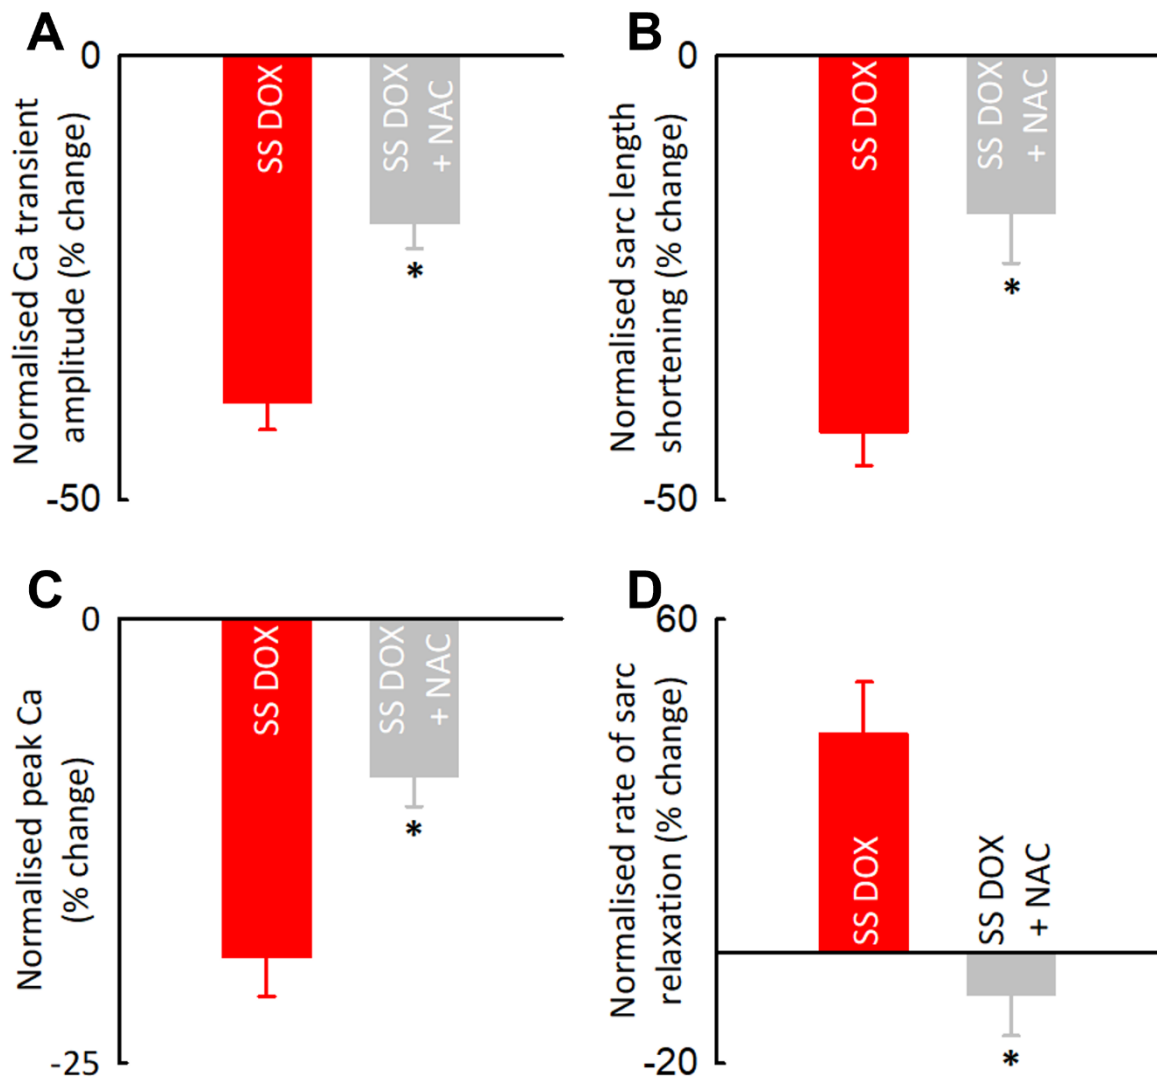 A
0
-50
Normalised Ca transient
amplitude (% change)
SS DOX
SS DOX
+ NAC
*
B
0
-50
Normalised sarc length
shortening (% change)
SS DOX
SS DOX
+ NAC
*
C
0
-25
Normalised peak Ca
(% change)
SS DOX
SS DOX
+ NAC
*
D
60
-20
Normalised rate of sarc
relaxation (% change)
SS DOX
SS DOX
+ NAC
*